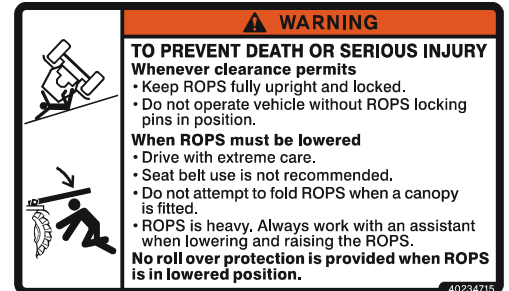 WARNING
TO PREVENT DEATH OR SERIOUS INJURY
Whenever clearance permits
• Keep ROPS fully upright and locked.
• Do not operate vehicle without ROPS locking
pins in position.
When ROPS must be lowered
• Drive with extreme care.
• Seat belt use is not recommended.
• Do not attempt to fold ROPS when a canopy
is fitted.
• ROPS is heavy. Always work with an assistant
when lowering and raising the ROPS.
No roll over protection is provided when ROPS
is in lowered position.
40234715